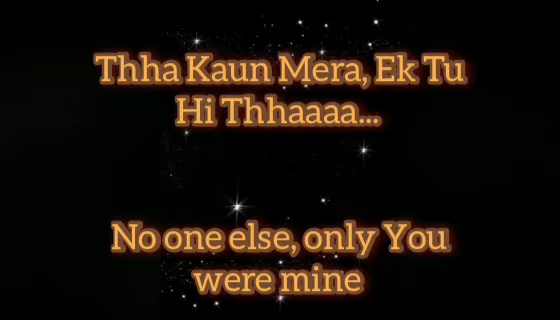 Thha Kaun Mera, Ek Tu
Hi Thhaaaa...
No one else, only You
were mine